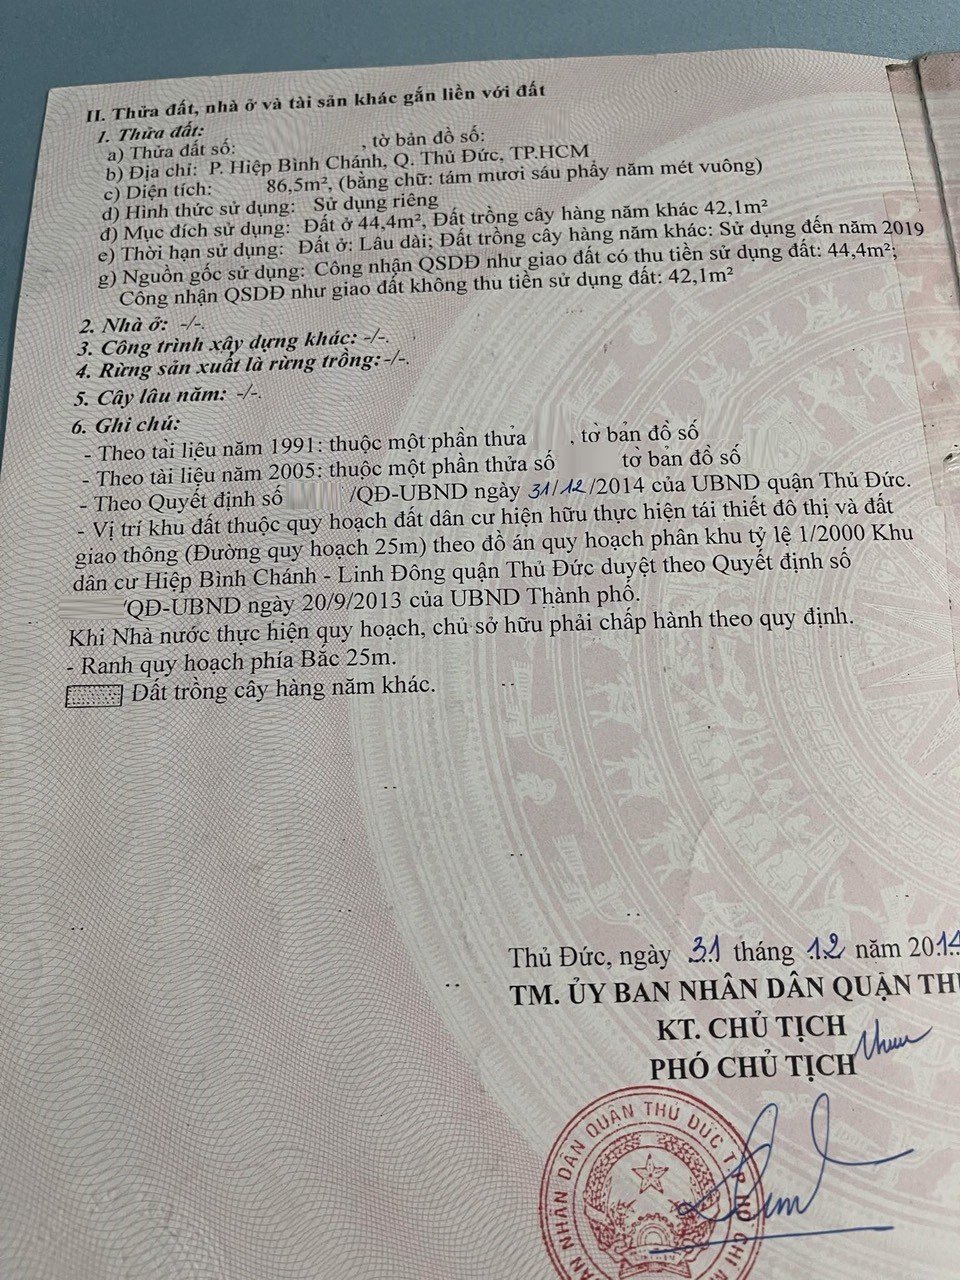 II. Thửa đất, nhà ở và tài sản khác gắn liền với đất
1. Thửa đất:
a) Thửa đất số: , tờ bản đồ số:
b) Địa chỉ: P. Hiệp Bình Chánh, Q. Thủ Đức, TP.HCM
c) Diện tích: 86,5m², (bằng chữ: tám mươi sáu phẩy năm mét vuông)
d) Hình thức sử dụng: Sử dụng riêng
đ) Mục đích sử dụng: Đất ở 44,4m², Đất trồng cây hàng năm khác 42,1m²
e) Thời hạn sử dụng: Đất ở: Lâu dài; Đất trồng cây hàng năm khác: Sử dụng đến năm 2019
g) Nguồn gốc sử dụng: Công nhận QSDĐ như giao đất có thu tiền sử dụng đất: 44,4m²;
Công nhận QSDĐ như giao đất không thu tiền sử dụng đất: 42,1m²
2. Nhà ở: -/-.
3. Công trình xây dựng khác: -/-.
4. Rừng sản xuất là rừng trồng: -/-.
5. Cây lâu năm: -/-.
6. Ghi chú:
- Theo tài liệu năm 1991: thuộc một phần thửa , tờ bản đồ số
- Theo tài liệu năm 2005: thuộc một phần thửa số tờ bản đồ số
- Theo Quyết định số /QĐ-UBND ngày 31/12/2014 của UBND quận Thủ Đức.
- Vị trí khu đất thuộc quy hoạch đất dân cư hiện hữu thực hiện tái thiết đô thị và đất
giao thông (Đường quy hoạch 25m) theo đồ án quy hoạch phân khu tỷ lệ 1/2000 Khu
dân cư Hiệp Bình Chánh - Linh Đông quận Thủ Đức duyệt theo Quyết định số
/QĐ-UBND ngày 20/9/2013 của UBND Thành phố.
Khi Nhà nước thực hiện quy hoạch, chủ sở hữu phải chấp hành theo quy định.
- Ranh quy hoạch phía Bắc 25m.
Đất trồng cây hàng năm khác.
Thủ Đức, ngày 31 tháng 12 năm 2014
TM. ỦY BAN NHÂN DÂN QUẬN
KT. CHỦ TỊCH
PHÓ CHỦ TỊCH
NHÂN DÂN QUẬN THỦ ĐỨC T.P HỒ CHÍ